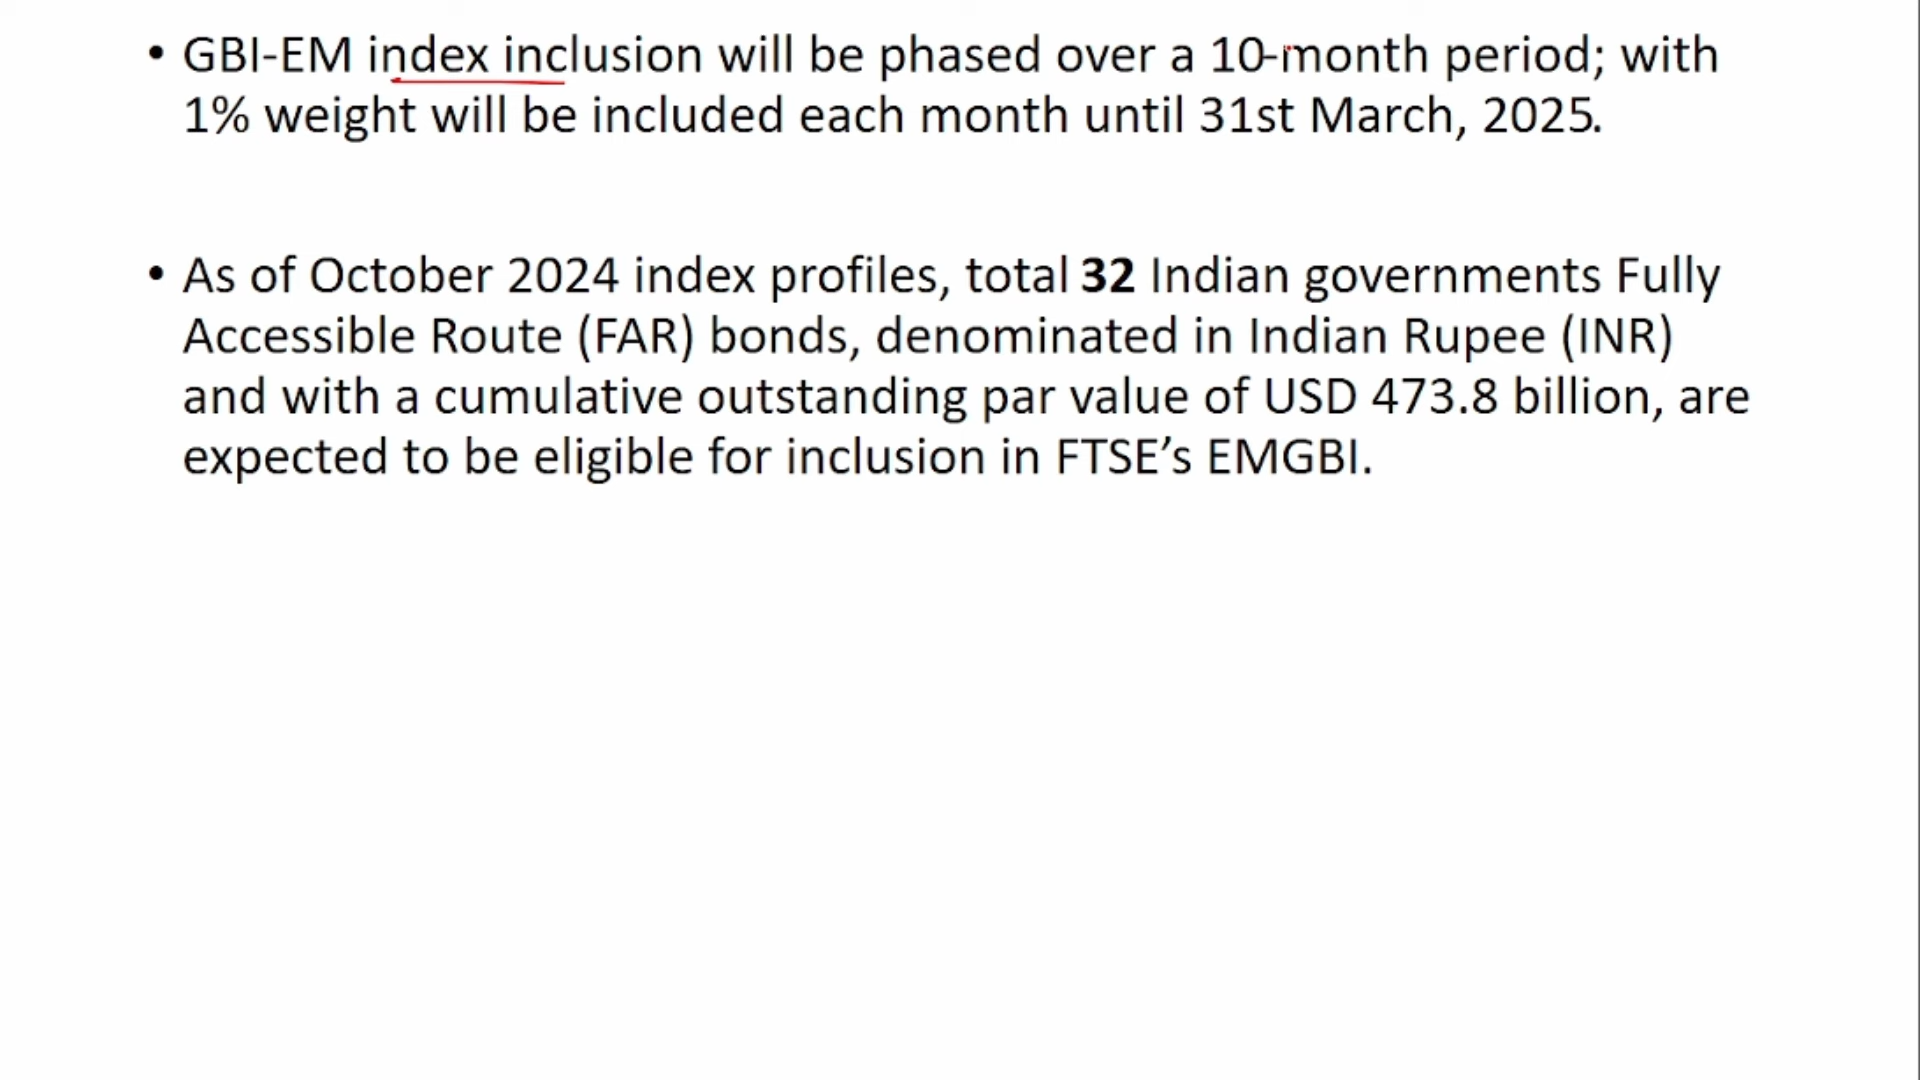 • GBI-EM index inclusion will be phased over a 10-month period; with
1% weight will be included each month until 31st March, 2025.
• As of October 2024 index profiles, total 32 Indian governments Fully
Accessible Route (FAR) bonds, denominated in Indian Rupee (INR)
and with a cumulative outstanding par value of USD 473.8 billion, are
expected to be eligible for inclusion in FTSE’s EMGBI.